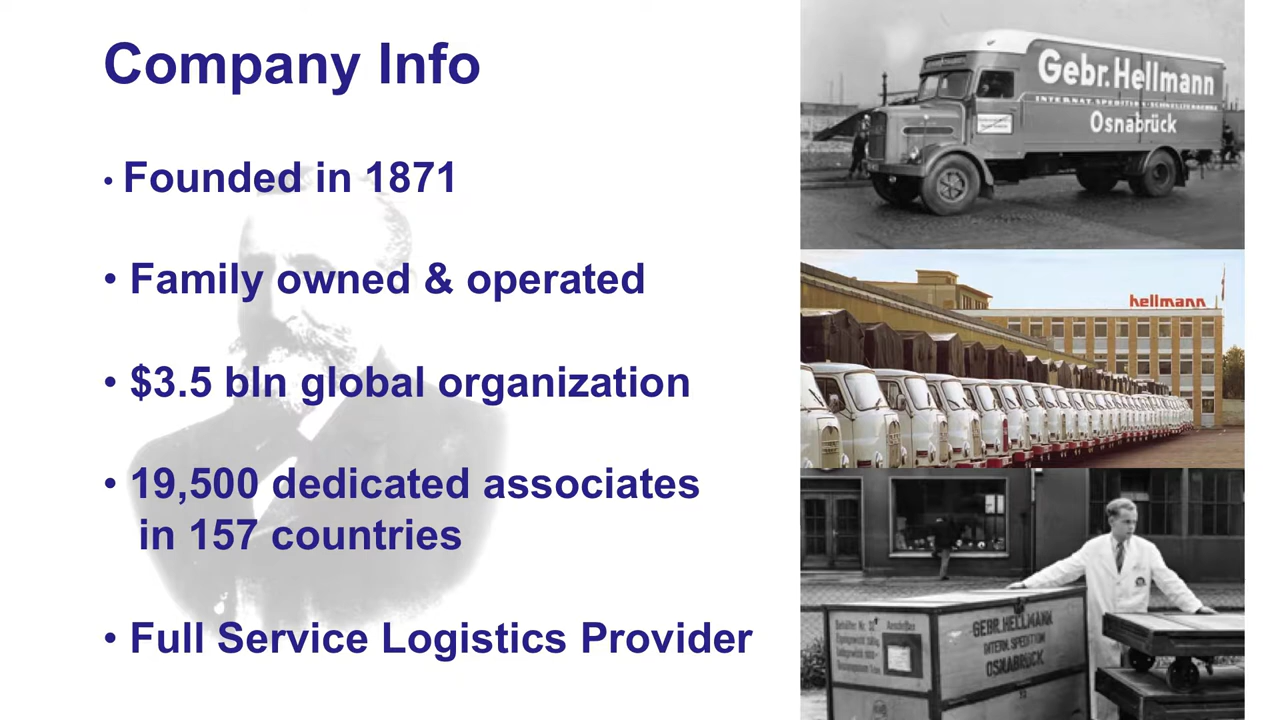 Company Info
• Founded in 1871
• Family owned & operated
• $3.5 bln global organization
• 19,500 dedicated associates
in 157 countries
• Full Service Logistics Provider
Gebr. Hellmann
Osnabrück
hellmann
GEBR. HELLMANN
INTERN. SPEDITION
OSNABRÜCK